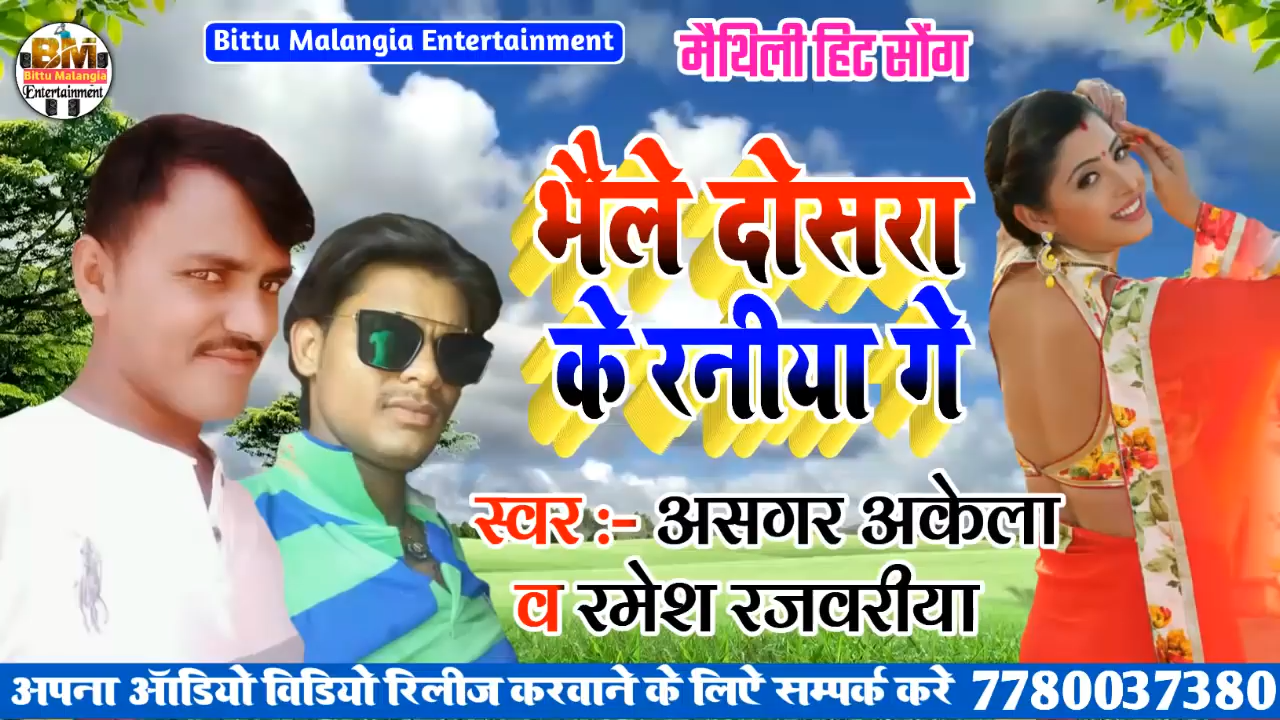 BM
Bittu Malangia
Entertainment
Bittu Malangia Entertainment
मैथिली हिट सोंग
भैले दोसरा
के रनीया गे
स्वर :- असगर अकेला
व रमेश रजवरीया
अपना ऑडियो विडियो रिलीज करवाने के लिऐ सम्पर्क करे 7780037380